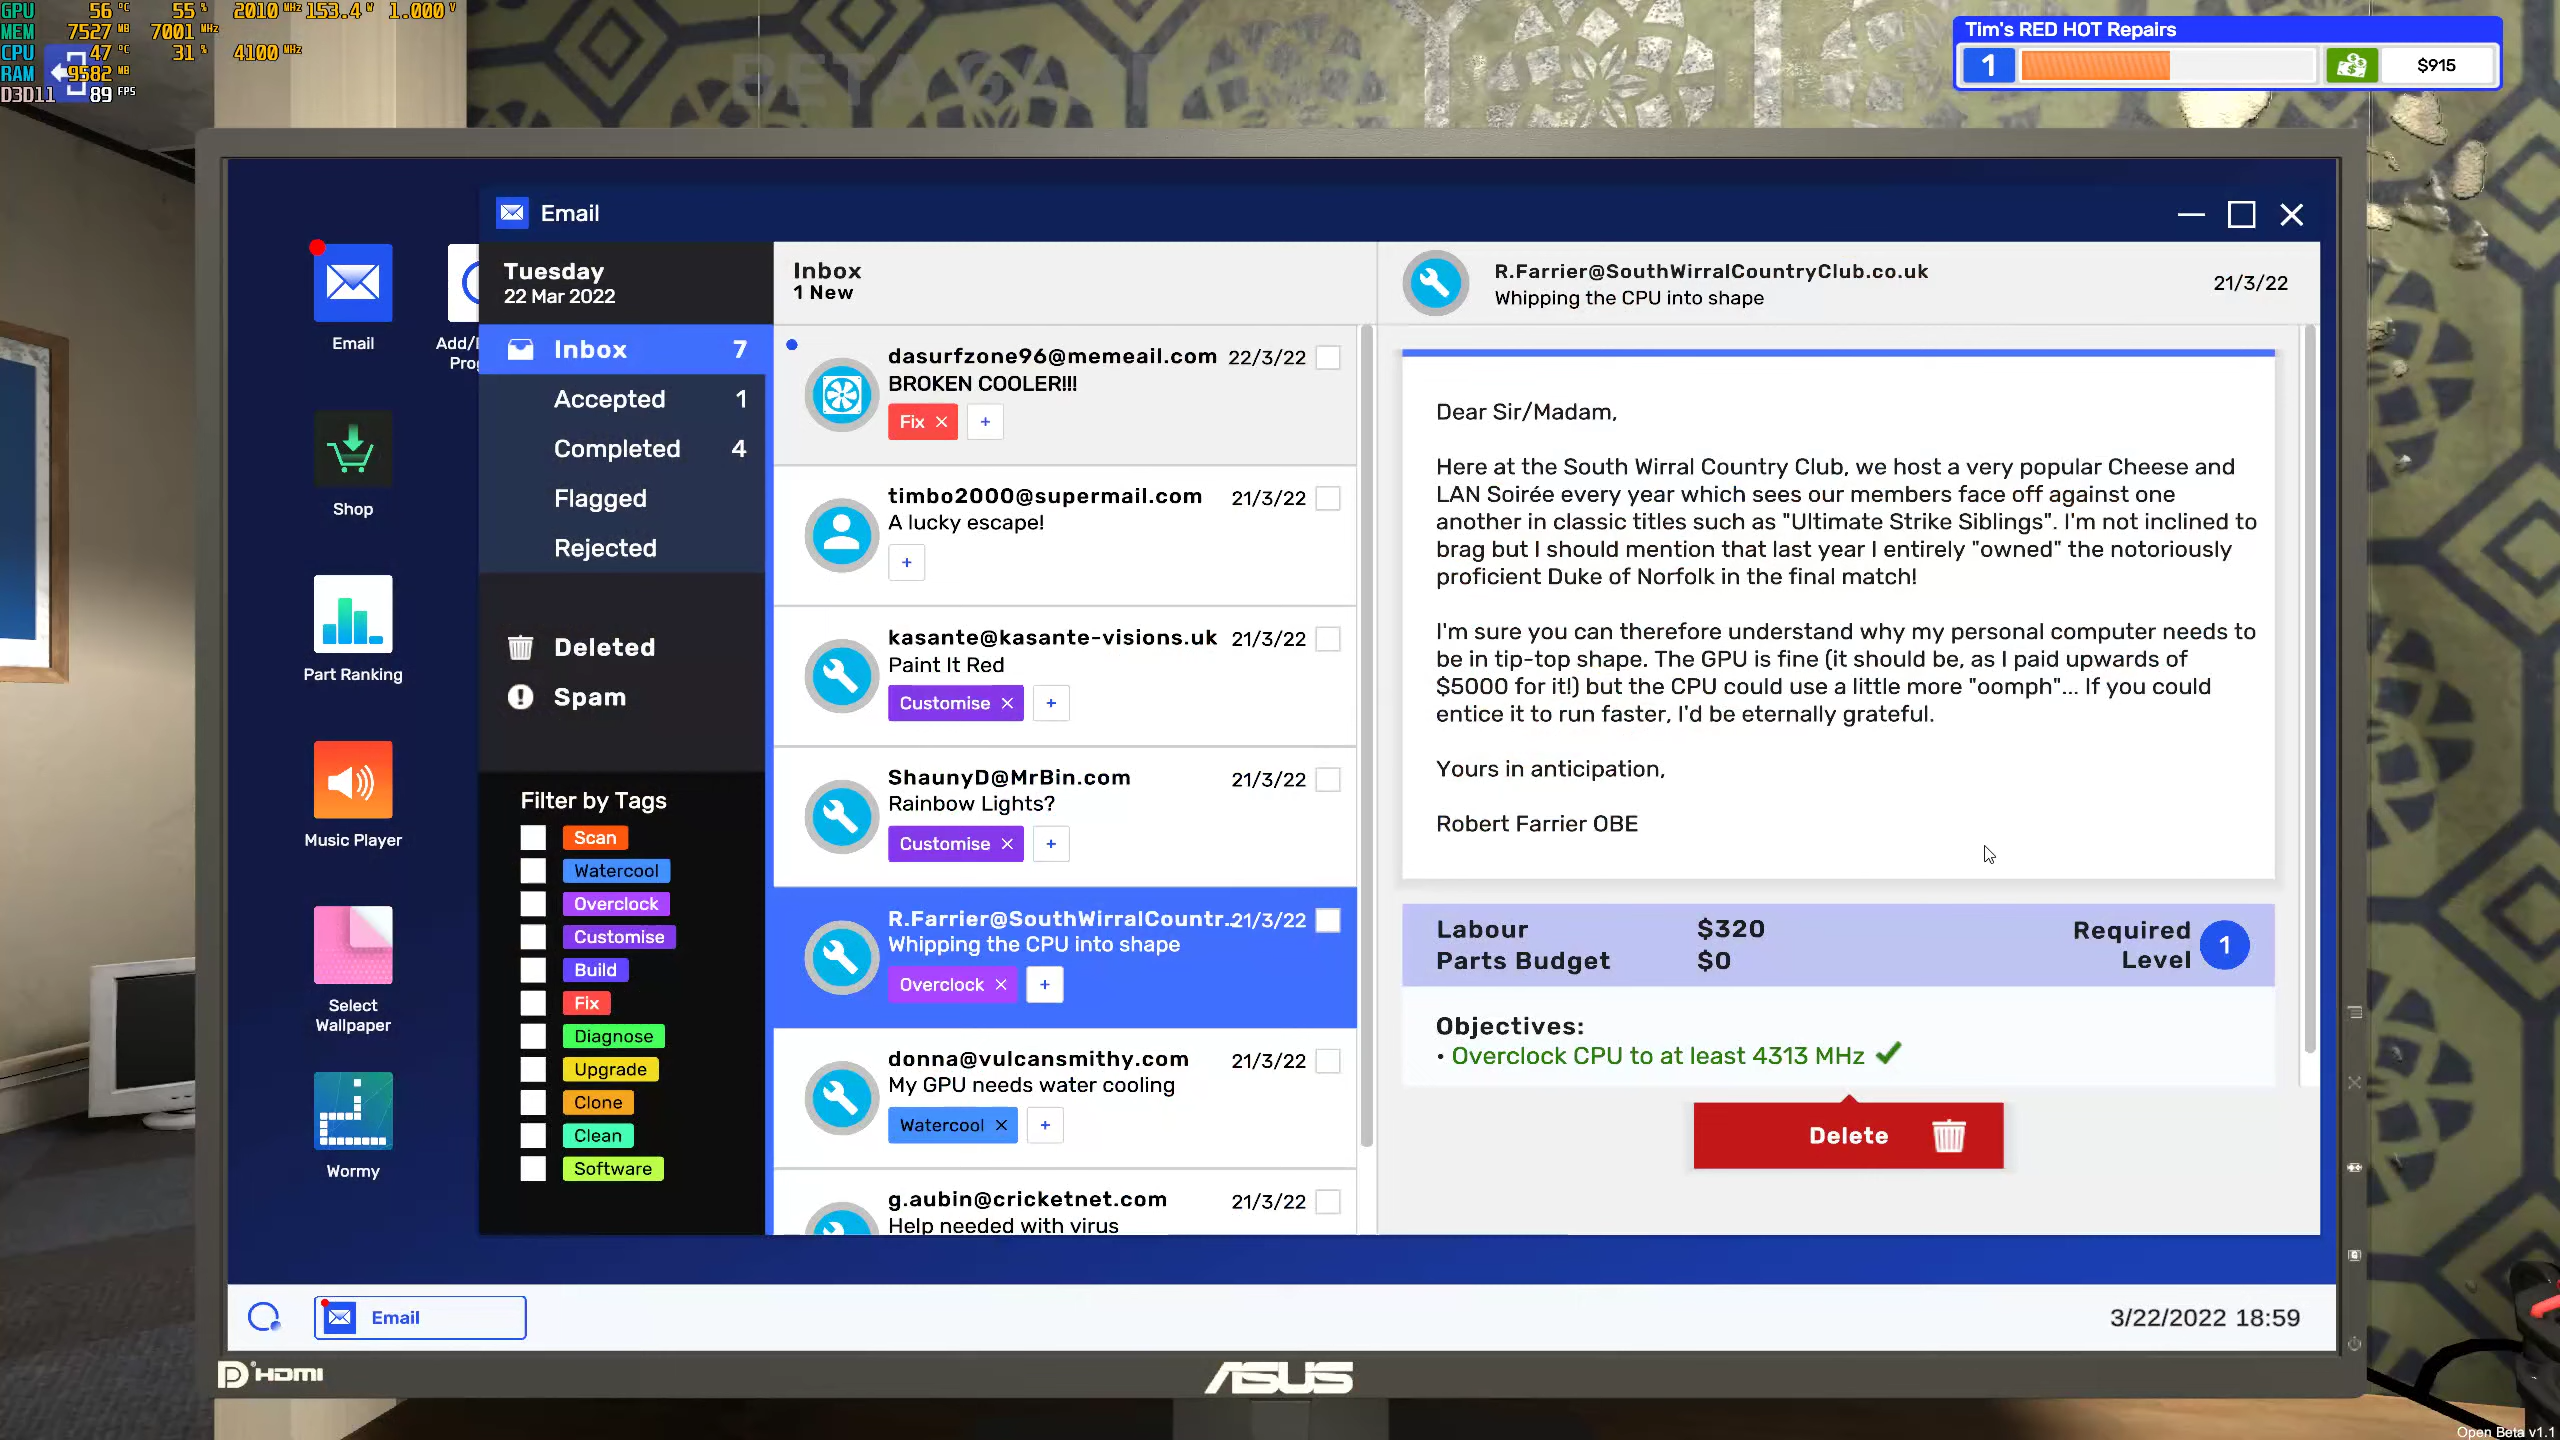 GPU 56 °C 55 % 2010 MHz 153.4 W 1.000 V
MEM 7527 MB 7001 MHz
CPU 47 °C 31 % 4100 MHz
RAM 9582 MB
D3D11 89 FPS
Tim's RED HOT Repairs
1
$915
Email
Email
Add/
Pro
Shop
Part Ranking
Music Player
Select
Wallpaper
Wormy
Tuesday
22 Mar 2022
Inbox 7
Accepted 1
Completed 4
Flagged
Rejected
Deleted
Spam
Filter by Tags
Scan
Watercool
Overclock
Customise
Build
Fix
Diagnose
Upgrade
Clone
Clean
Software
Inbox
1 New
dasurfzone96@memeail.com 22/3/22
BROKEN COOLER!!!
Fix × +
timbo2000@supermail.com 21/3/22
A lucky escape!
+
kasante@kasante-visions.uk 21/3/22
Paint It Red
Customise × +
ShaunyD@MrBin.com 21/3/22
Rainbow Lights?
Customise × +
R.Farrier@SouthWirralCountr... 21/3/22
Whipping the CPU into shape
Overclock × +
donna@vulcansmithy.com 21/3/22
My GPU needs water cooling
Watercool × +
g.aubin@cricketnet.com 21/3/22
Help needed with virus
R.Farrier@SouthWirralCountryClub.co.uk
Whipping the CPU into shape
21/3/22
Dear Sir/Madam,
Here at the South Wirral Country Club, we host a very popular Cheese and
LAN Soirée every year which sees our members face off against one
another in classic titles such as "Ultimate Strike Siblings". I'm not inclined to
brag but I should mention that last year I entirely "owned" the notoriously
proficient Duke of Norfolk in the final match!
I'm sure you can therefore understand why my personal computer needs to
be in tip-top shape. The GPU is fine (it should be, as I paid upwards of
$5000 for it!) but the CPU could use a little more "oomph"... If you could
entice it to run faster, I'd be eternally grateful.
Yours in anticipation,
Robert Farrier OBE
Labour $320
Parts Budget $0
Required
Level 1
Objectives:
• Overclock CPU to at least 4313 MHz
Delete
Email
3/22/2022 18:59
HDMI
ASUS
Open Beta v1.1